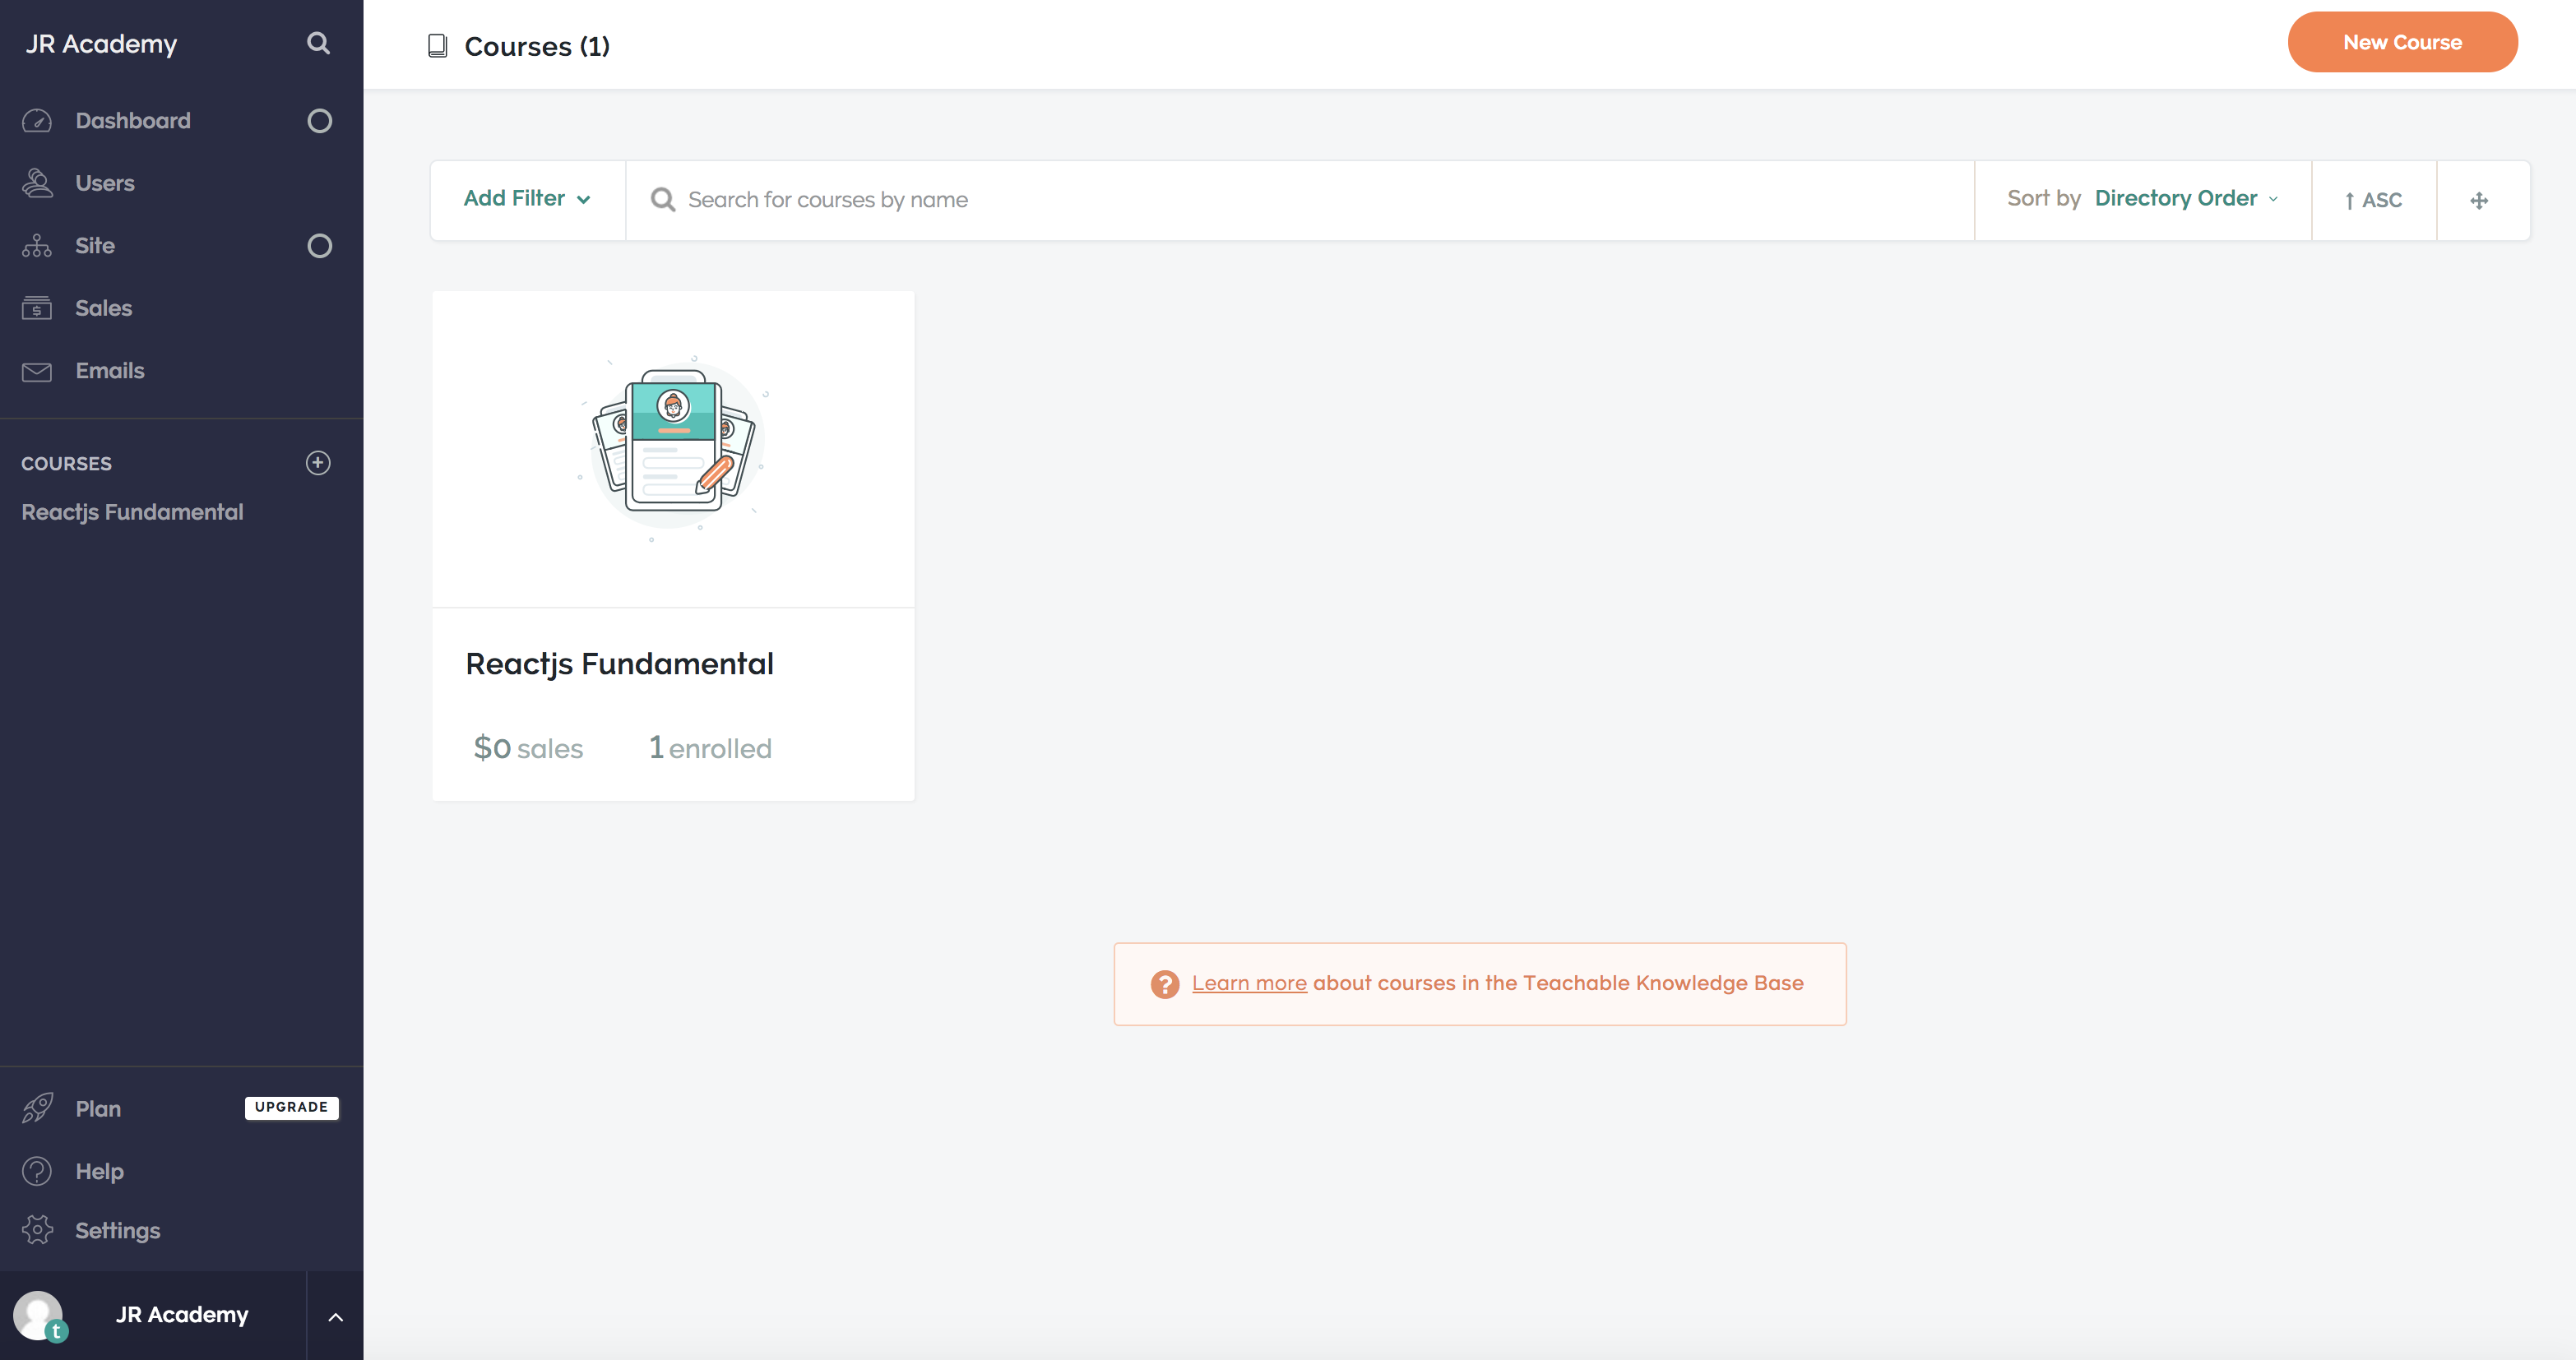 JR Academy
Dashboard
Users
Site
Sales
Emails
COURSES
Reactjs Fundamental
Plan
UPGRADE
Help
Settings
t
JR Academy
Courses (1)
New Course
Add Filter
Search for courses by name
Sort by Directory Order
↑ ASC
Reactjs Fundamental
$0 sales 1 enrolled
? Learn more about courses in the Teachable Knowledge Base